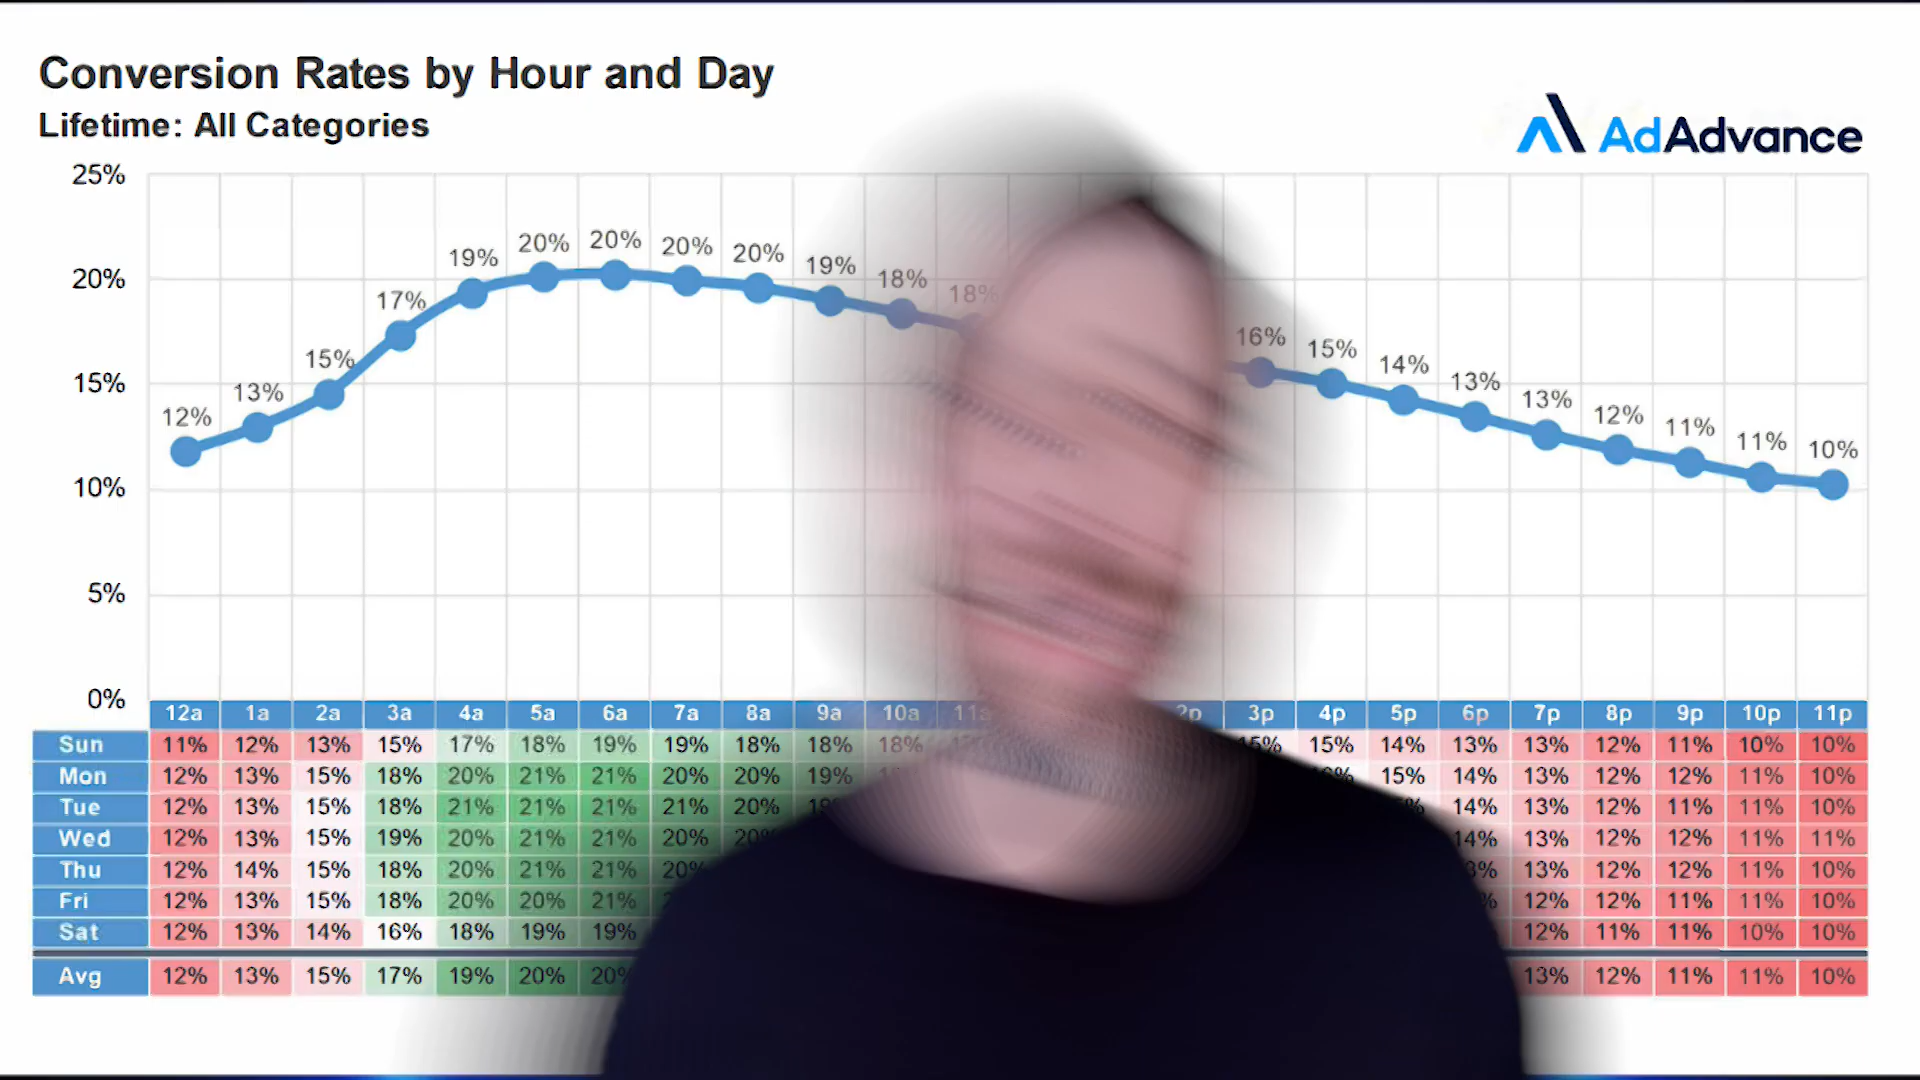 Conversion Rates by Hour and Day
Lifetime: All Categories
AdAdvance
25%
20%
15%
10%
5%
0%
12% 13% 15% 17% 19% 20% 20% 20% 20% 19% 18% 18% 16% 15% 14% 13% 13% 12% 11% 11% 10%
12a 1a 2a 3a 4a 5a 6a 7a 8a 9a 10a 11a 2p 3p 4p 5p 6p 7p 8p 9p 10p 11p
Sun 11% 12% 13% 15% 17% 18% 19% 19% 18% 18% 18% 15% 15% 14% 13% 13% 12% 11% 10% 10%
Mon 12% 13% 15% 18% 20% 21% 21% 20% 20% 19% 15% 14% 13% 12% 12% 11% 10%
Tue 12% 13% 15% 18% 21% 21% 21% 21% 20% 14% 13% 12% 11% 11% 10%
Wed 12% 13% 15% 19% 20% 21% 21% 20% 20% 14% 13% 12% 12% 11% 11%
Thu 12% 14% 15% 18% 20% 21% 21% 20% 13% 12% 12% 11% 10%
Fri 12% 13% 15% 18% 20% 20% 21% 12% 12% 11% 11% 10%
Sat 12% 13% 14% 16% 18% 19% 19% 12% 11% 11% 10% 10%
Avg 12% 13% 15% 17% 19% 20% 20% 13% 12% 11% 11% 10%